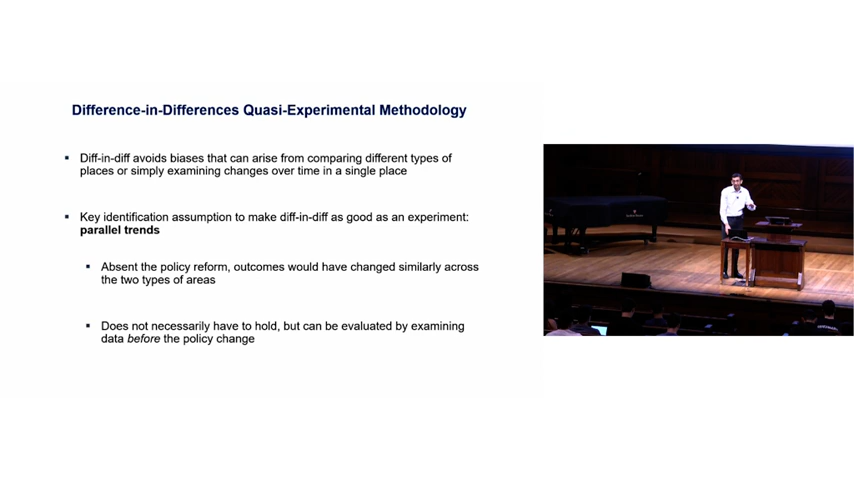 Difference-in-Differences Quasi-Experimental Methodology
▪ Diff-in-diff avoids biases that can arise from comparing different types of
places or simply examining changes over time in a single place
▪ Key identification assumption to make diff-in-diff as good as an experiment:
parallel trends
▪ Absent the policy reform, outcomes would have changed similarly across
the two types of areas
▪ Does not necessarily have to hold, but can be evaluated by examining
data before the policy change